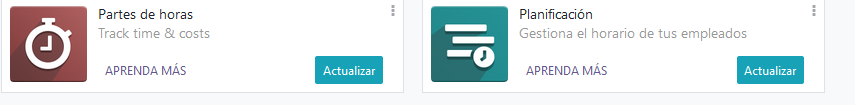 Partes de horas
Track time & costs
APRENDA MÁS
Actualizar
Planificación
Gestiona el horario de tus empleados
APRENDA MÁS
Actualizar